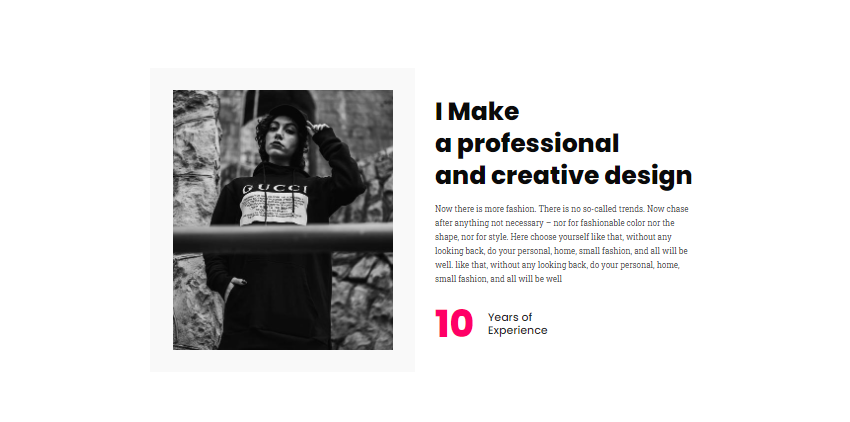 GUCCI
I Make
a professional
and creative design
Now there is more fashion. There is no so-called trends. Now chase
after anything not necessary – nor for fashionable color nor the
shape, nor for style. Here choose yourself like that, without any
looking back, do your personal, home, small fashion, and all will be
well. like that, without any looking back, do your personal, home,
small fashion, and all will be well
10
Years of
Experience